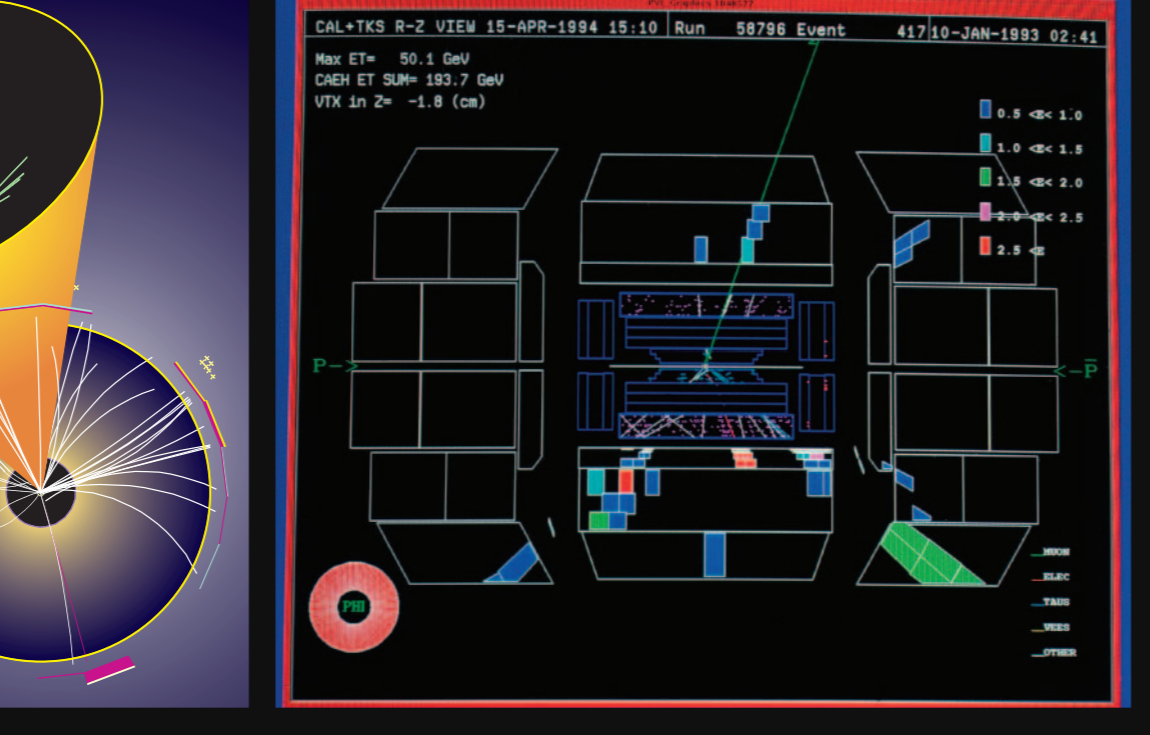 CAL+TKS R-Z VIEW 15-APR-1994 15:10 Run 58796 Event 417 10-JAN-1993 02:41
Max ET= 50.1 GeV
CAEH ET SUM= 193.7 GeV
VTX in Z= -1.8 (cm)
0.5 <E< 1.0
1.0 <E< 1.5
1.5 <E< 2.0
2.0 <E< 2.5
2.5 <E
P->
<-P̅
MUON
ELEC
TAUS
VEES
OTHER
PHI